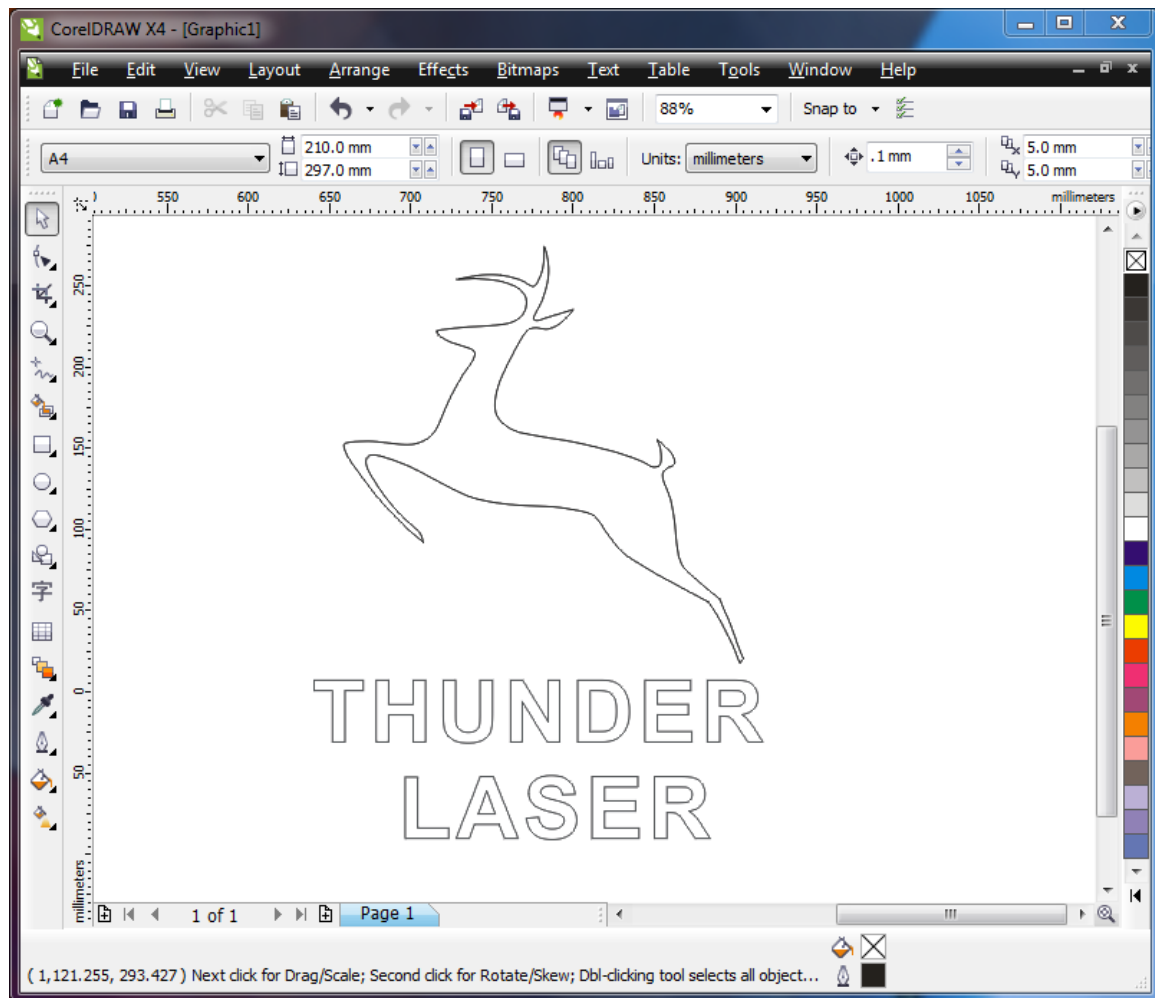 CorelDRAW X4 - [Graphic1]
File Edit View Layout Arrange Effects Bitmaps Text Table Tools Window Help
88% Snap to
A4 210.0 mm 297.0 mm Units: millimeters .1 mm 5.0 mm 5.0 mm
550 600 650 700 750 800 850 900 950 1000 1050 millimeters
250
200
150
100
50
0
50
millimeters
字
THUNDER
LASER
1 of 1 Page 1
( 1,121.255, 293.427 ) Next click for Drag/Scale; Second click for Rotate/Skew; Dbl-clicking tool selects all object...